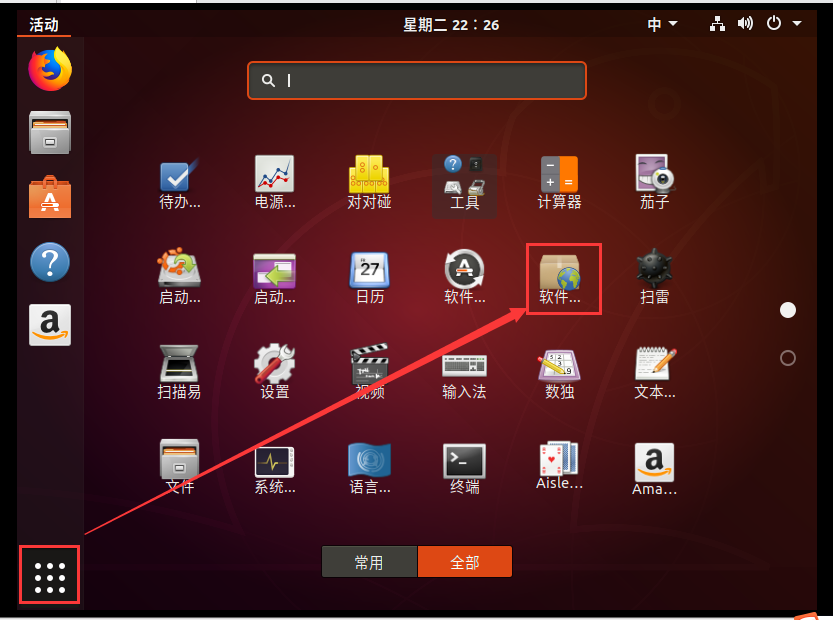 活动
星期二 22：26
中
待办...
电源...
对对碰
工具
计算器
茄子
启动...
启动...
27
日历
软件...
软件...
扫雷
扫描易
设置
视频
输入法
数独
文本...
文件
系统...
语言...
终端
Aisle...
Ama...
常用
全部